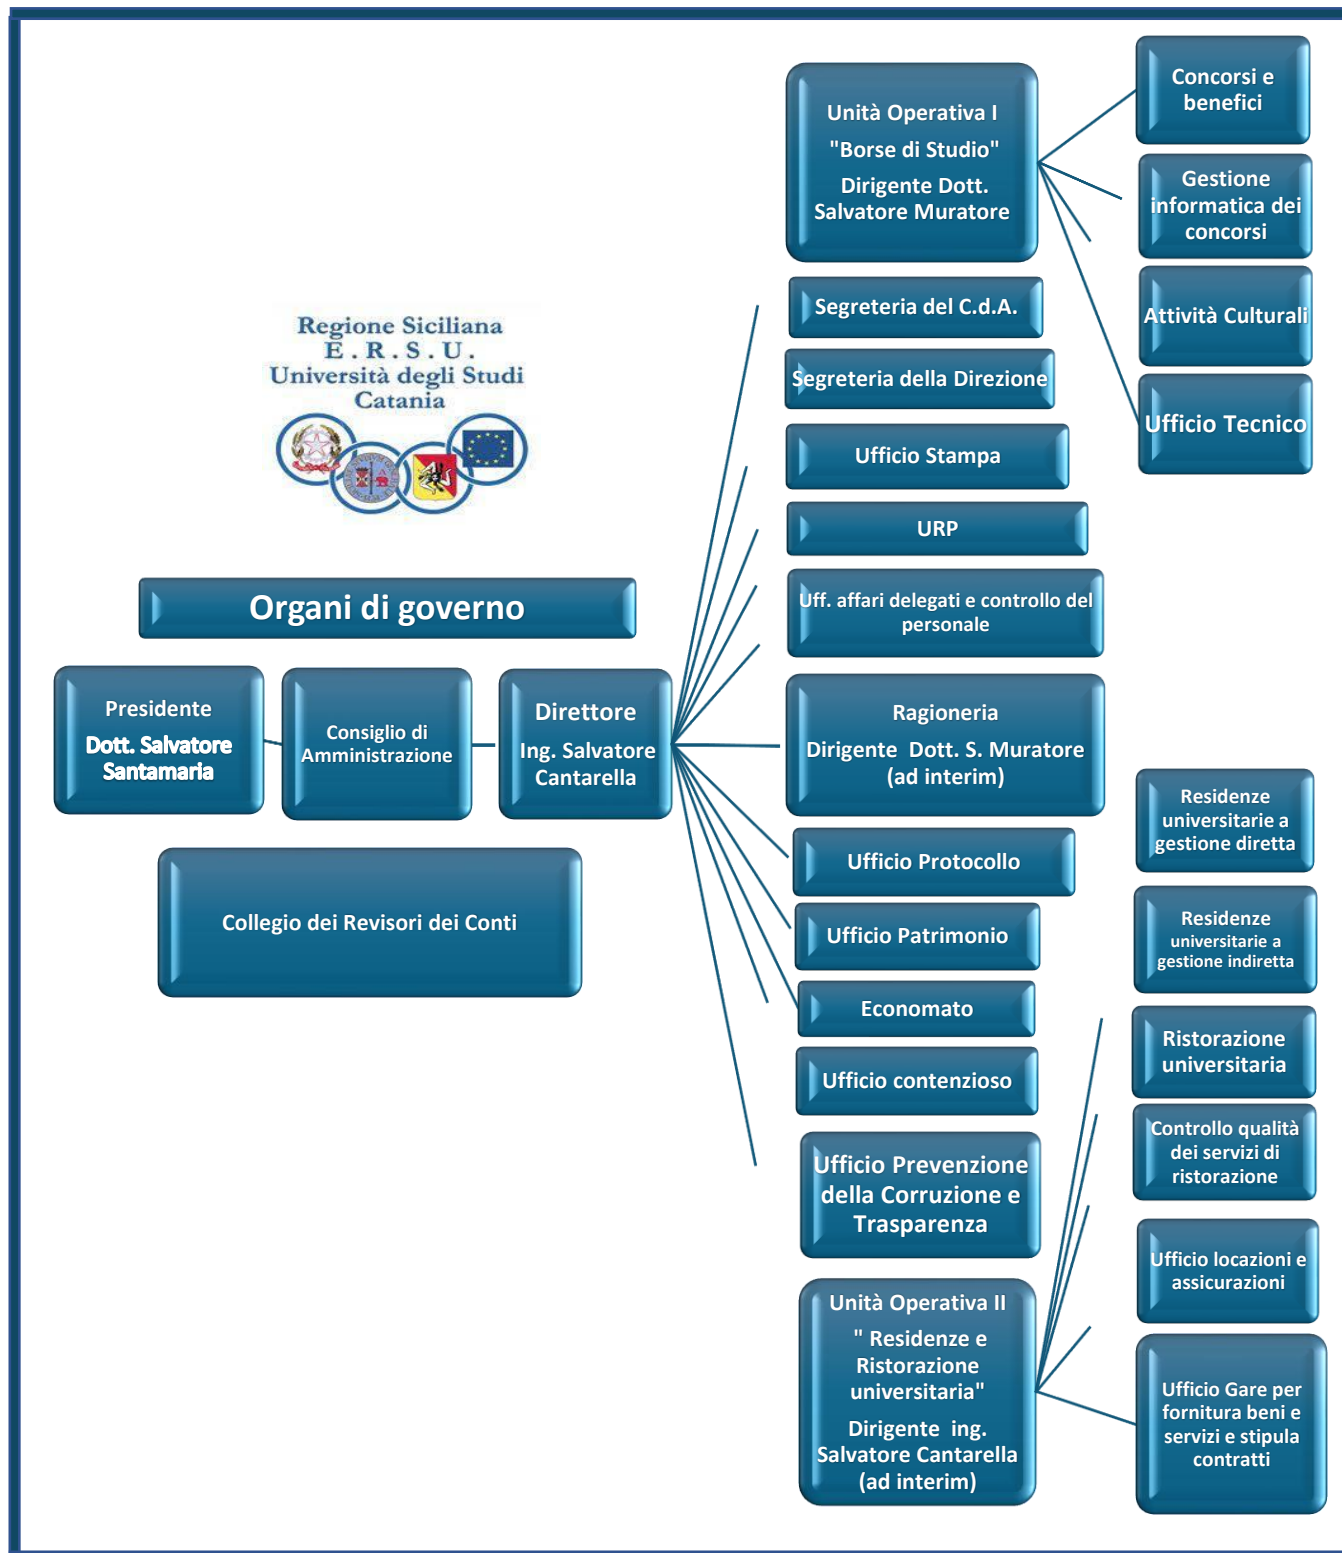 Regione Siciliana
E.R.S.U.
Università degli Studi
Catania
Organi di governo
Presidente
Dott. Salvatore
Santamaria
Consiglio di
Amministrazione
Direttore
Ing. Salvatore
Cantarella
Collegio dei Revisori dei Conti
Unità Operativa I
"Borse di Studio"
Dirigente Dott.
Salvatore Muratore
Segreteria del C.d.A.
Segreteria della Direzione
Ufficio Stampa
URP
Uff. affari delegati e controllo del
personale
Ragioneria
Dirigente Dott. S. Muratore
(ad interim)
Ufficio Protocollo
Ufficio Patrimonio
Economato
Ufficio contenzioso
Ufficio Prevenzione
della Corruzione e
Trasparenza
Unità Operativa II
" Residenze e
Ristorazione
universitaria"
Dirigente ing.
Salvatore Cantarella
(ad interim)
Concorsi e
benefici
Gestione
informatica dei
concorsi
Attività Culturali
Ufficio Tecnico
Residenze
universitarie a
gestione diretta
Residenze
universitarie a
gestione indiretta
Ristorazione
universitaria
Controllo qualità
dei servizi di
ristorazione
Ufficio locazioni e
assicurazioni
Ufficio Gare per
fornitura beni e
servizi e stipula
contratti